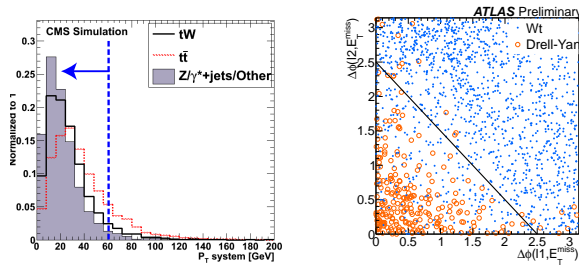 CMS Simulation
tW
tt̄
Z/γ*+jets/Other
Normalized to 1
0.3
0.25
0.2
0.15
0.1
0.05
0
0 20 40 60 80 100 120 140 160 180 200
P_T system [GeV]
ATLAS Preliminary
Wt
Drell-Yan
Δφ(l2,E_T^miss)
3
2.5
2
1.5
1
0.5
0
0 0.5 1 1.5 2 2.5 3
Δφ(l1,E_T^miss)